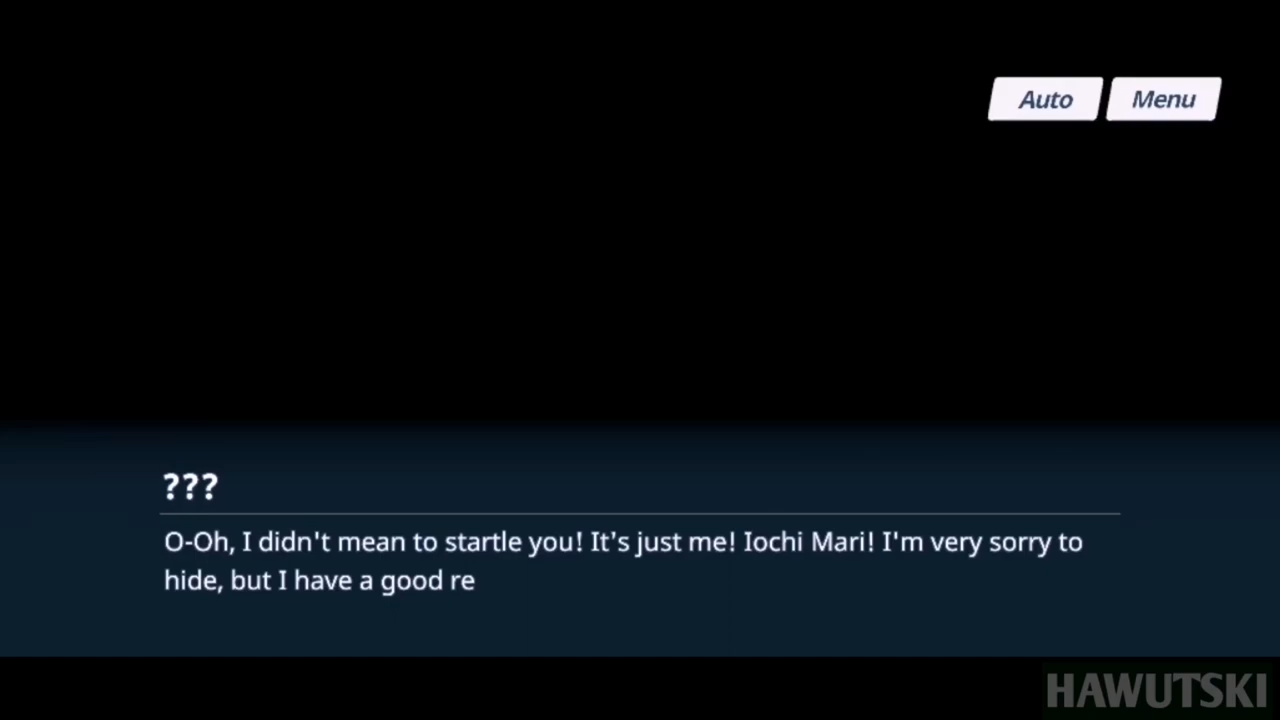 Auto
Menu
???
O-Oh, I didn't mean to startle you! It's just me! Iochi Mari! I'm very sorry to
hide, but I have a good re
HAWUTSKI